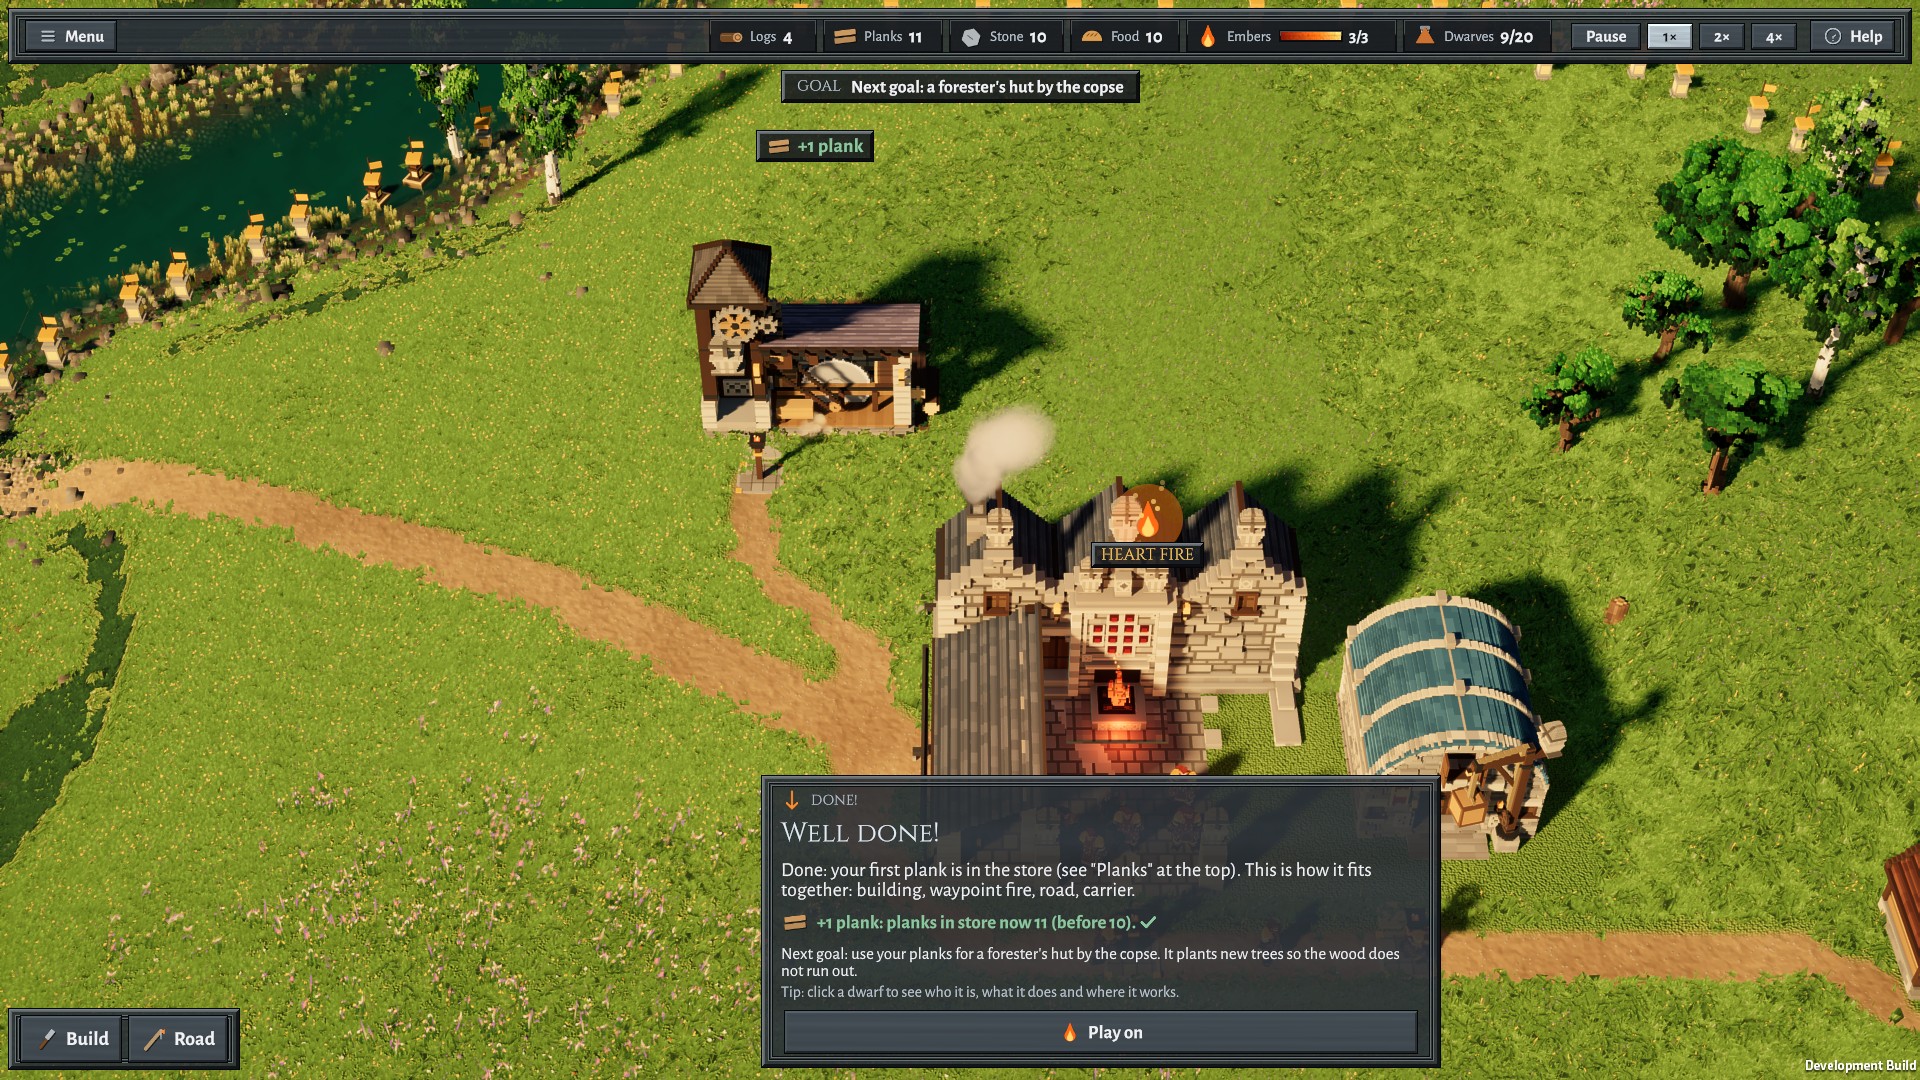 Menu
Logs 4
Planks 11
Stone 10
Food 10
Embers 3/3
Dwarves 9/20
Pause
1×
2×
4×
Help
GOAL Next goal: a forester's hut by the copse
+1 plank
HEART FIRE
DONE!
WELL DONE!
Done: your first plank is in the store (see "Planks" at the top). This is how it fits
together: building, waypoint fire, road, carrier.
+1 plank: planks in store now 11 (before 10).
Next goal: use your planks for a forester's hut by the copse. It plants new trees so the wood does
not run out.
Tip: click a dwarf to see who it is, what it does and where it works.
Play on
Build
Road
Development Build